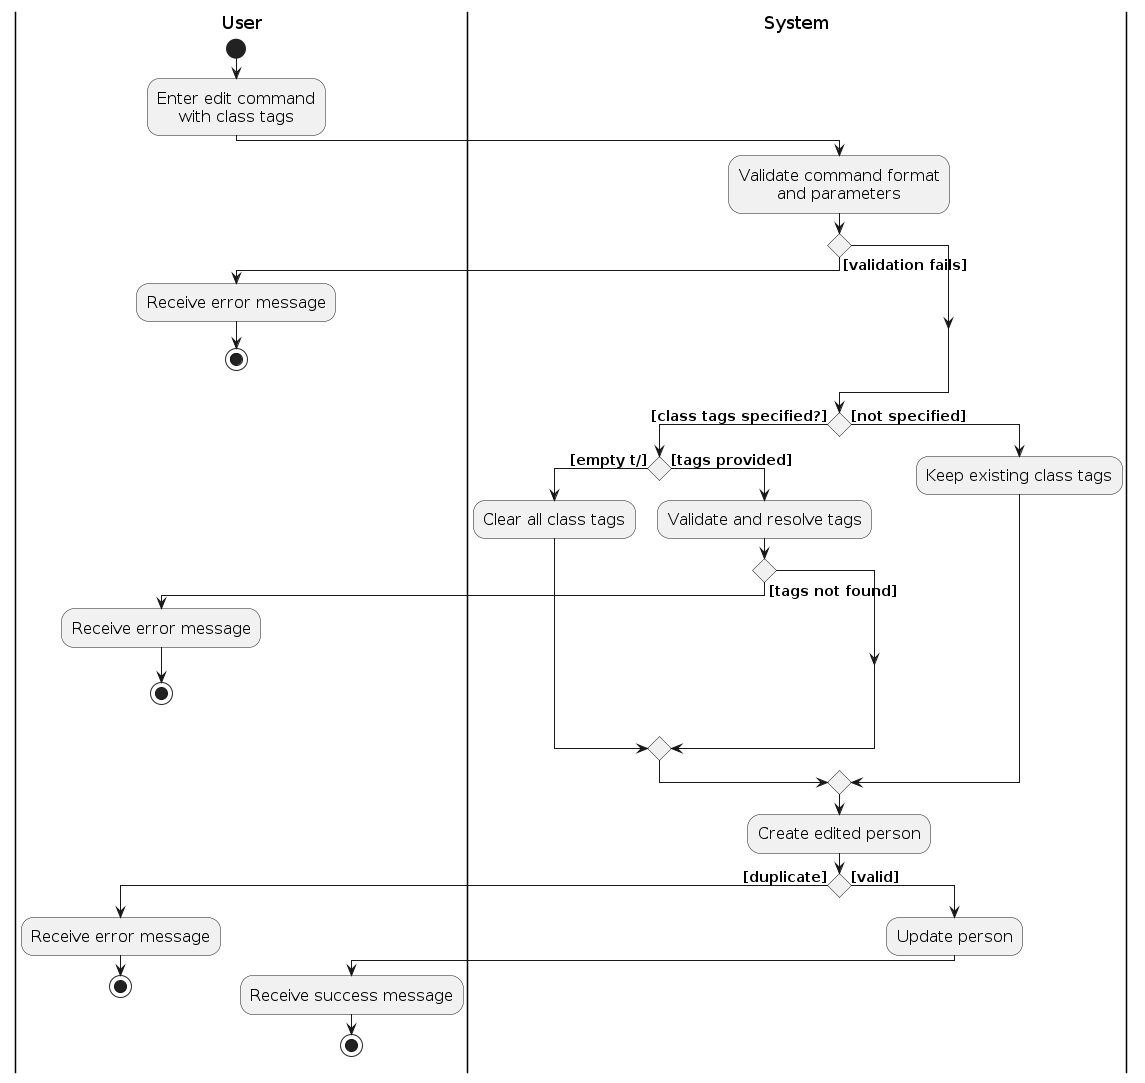 User
System
Enter edit command
with class tags
Validate command format
and parameters
[validation fails]
Receive error message
[class tags specified?]
[not specified]
[empty t/]
[tags provided]
Keep existing class tags
Clear all class tags
Validate and resolve tags
[tags not found]
Receive error message
Create edited person
[duplicate]
[valid]
Receive error message
Update person
Receive success message